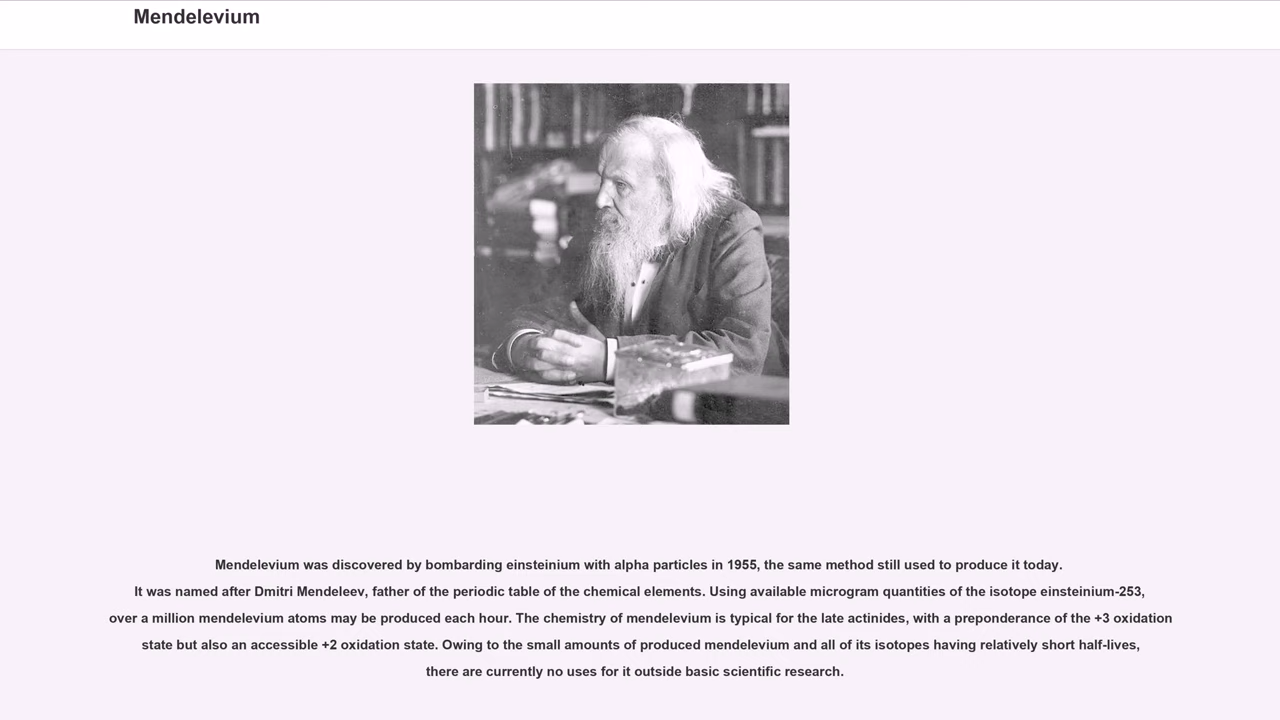 Mendelevium
Mendelevium was discovered by bombarding einsteinium with alpha particles in 1955, the same method still used to produce it today.
It was named after Dmitri Mendeleev, father of the periodic table of the chemical elements. Using available microgram quantities of the isotope einsteinium-253,
over a million mendelevium atoms may be produced each hour. The chemistry of mendelevium is typical for the late actinides, with a preponderance of the +3 oxidation
state but also an accessible +2 oxidation state. Owing to the small amounts of produced mendelevium and all of its isotopes having relatively short half-lives,
there are currently no uses for it outside basic scientific research.